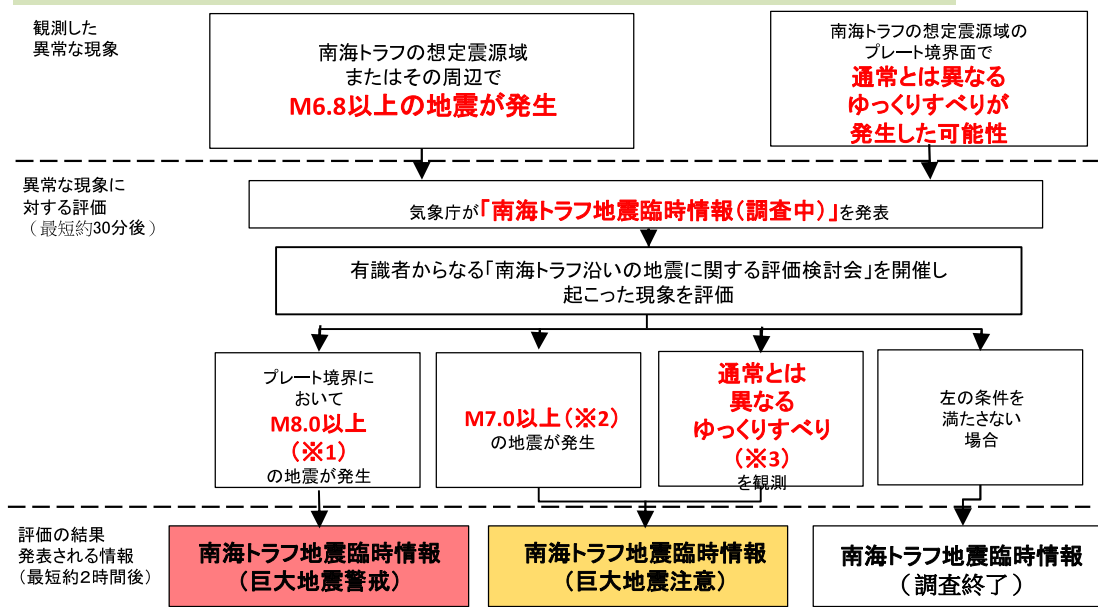 観測した
異常な現象
南海トラフの想定震源域
またはその周辺で
M6.8以上の地震が発生
南海トラフの想定震源域の
プレート境界面で
通常とは異なる
ゆっくりすべりが
発生した可能性
異常な現象に
対する評価
（最短約30分後）
気象庁が「南海トラフ地震臨時情報（調査中）」を発表
有識者からなる「南海トラフ沿いの地震に関する評価検討会」を開催し
起こった現象を評価
プレート境界に
おいて
M8.0以上
（※1）
の地震が発生
M7.0以上（※2）
の地震が発生
通常とは
異なる
ゆっくりすべり
（※3）
を観測
左の条件を
満たさない
場合
評価の結果
発表される情報
（最短約2時間後）
南海トラフ地震臨時情報
（巨大地震警戒）
南海トラフ地震臨時情報
（巨大地震注意）
南海トラフ地震臨時情報
（調査終了）